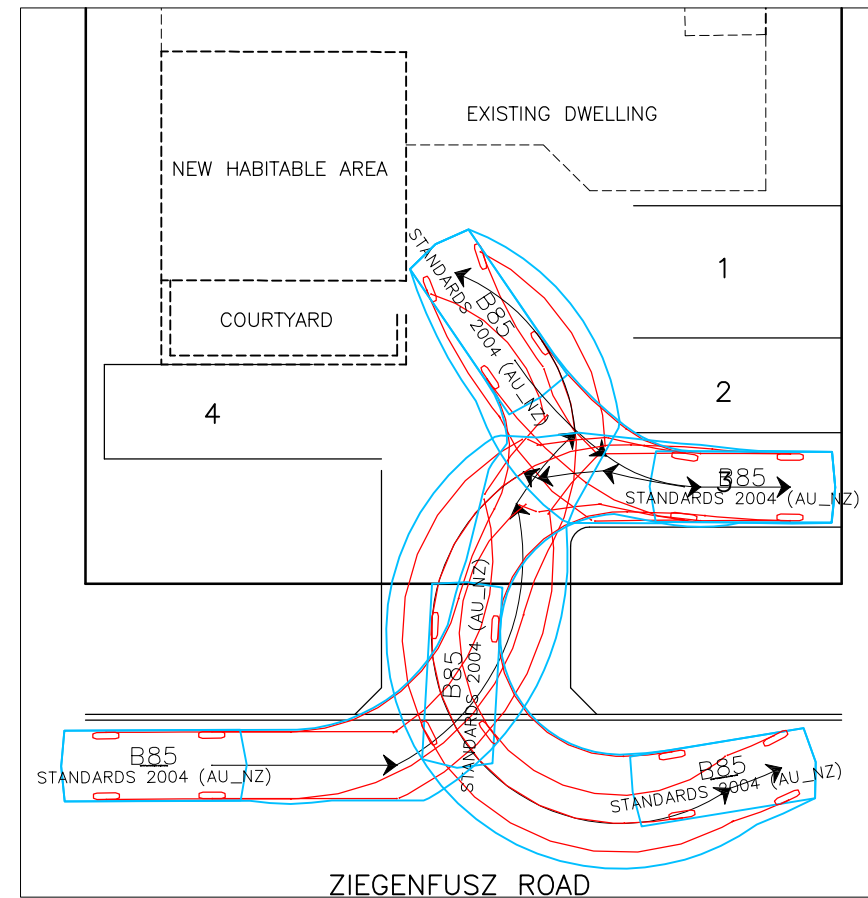 EXISTING DWELLING
NEW HABITABLE AREA
1
COURTYARD
B85
STANDARDS 2004 (AU_NZ)
2
4
3
B85
STANDARDS 2004 (AU_NZ)
B85
STANDARDS 2004 (AU_NZ)
B85
STANDARDS 2004 (AU_NZ)
B85
STANDARDS 2004 (AU_NZ)
ZIEGENFUSZ ROAD